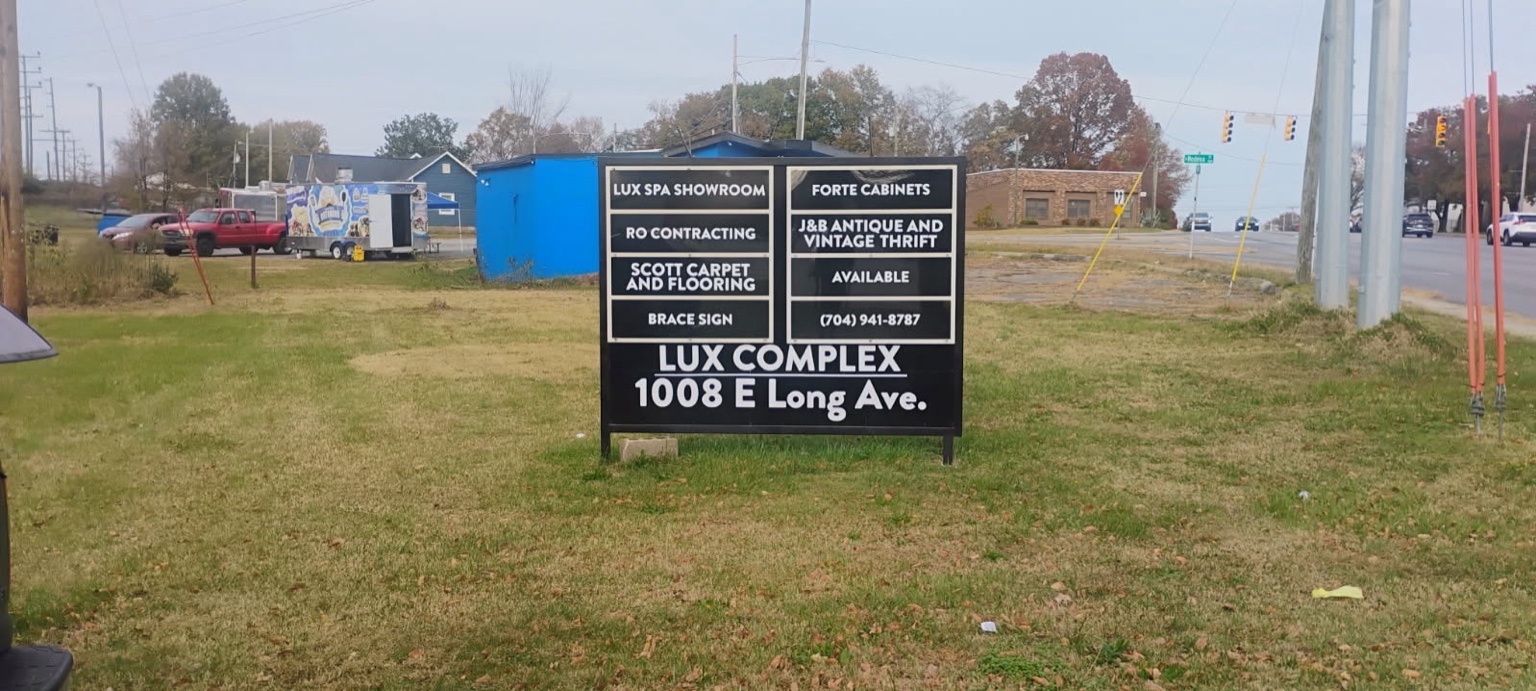 LUX SPA SHOWROOM
RO CONTRACTING
SCOTT CARPET
AND FLOORING
BRACE SIGN
FORTE CABINETS
J&B ANTIQUE AND
VINTAGE THRIFT
AVAILABLE
(704) 941-8787
LUX COMPLEX
1008 E Long Ave.